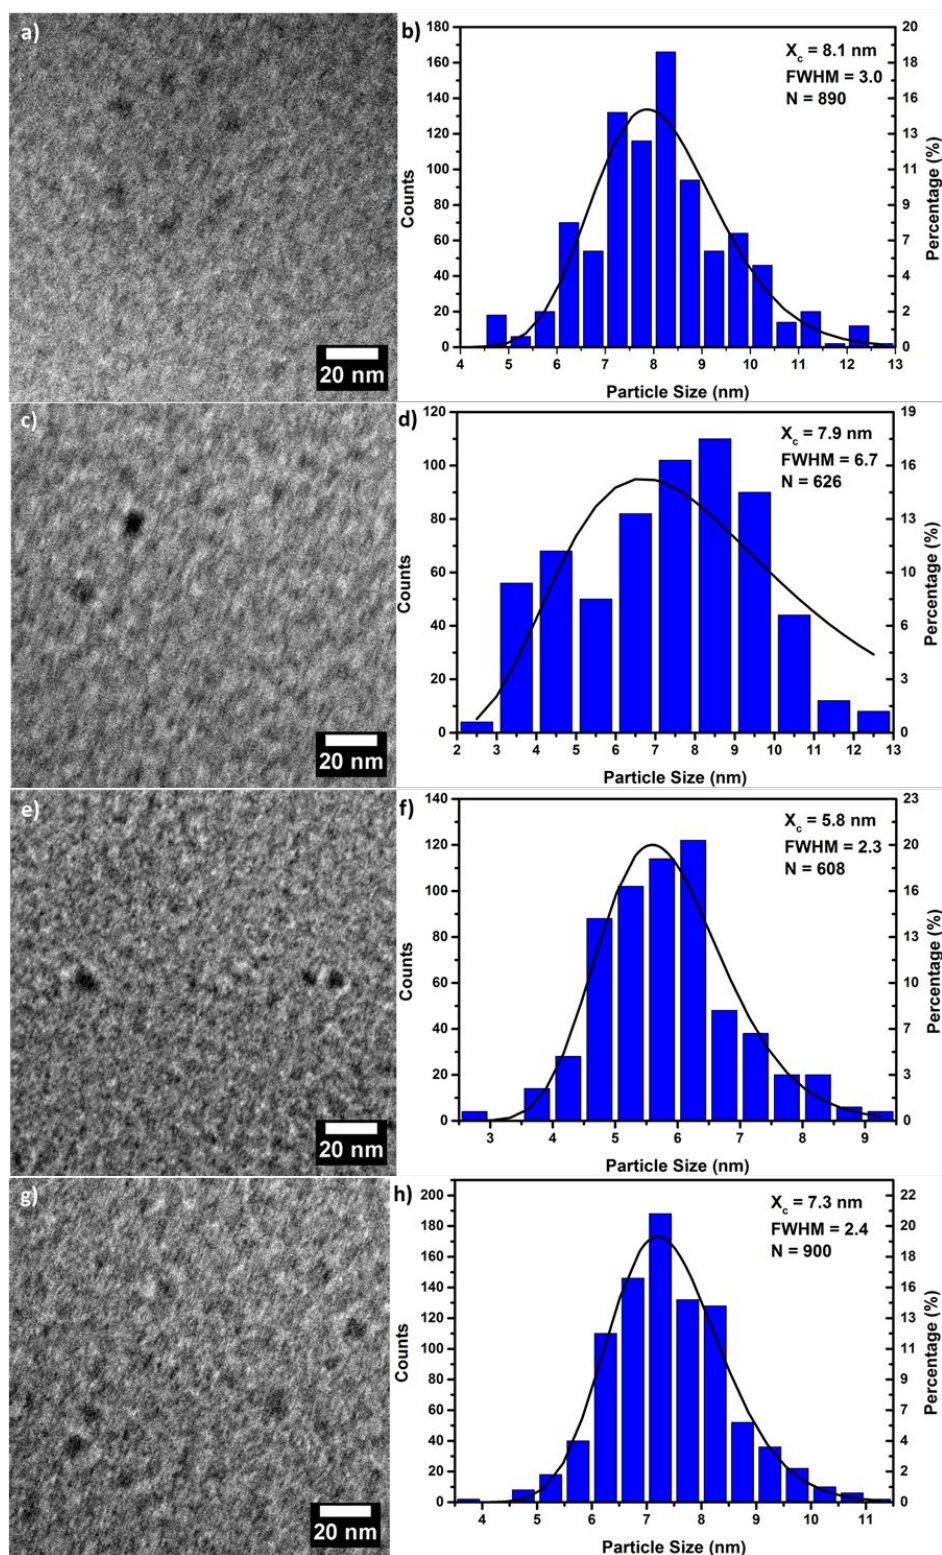 a)
20 nm
b)
X_c = 8.1 nm
FWHM = 3.0
N = 890
Counts
180
160
140
120
100
80
60
40
20
0
Percentage (%)
20
18
16
15
13
11
9
7
4
2
0
4 5 6 7 8 9 10 11 12 13
Particle Size (nm)
c)
20 nm
d)
X_c = 7.9 nm
FWHM = 6.7
N = 626
Counts
120
100
80
60
40
20
0
Percentage (%)
19
16
13
10
6
3
0
2 3 4 5 6 7 8 9 10 11 12 13
Particle Size (nm)
e)
20 nm
f)
X_c = 5.8 nm
FWHM = 2.3
N = 608
Counts
140
120
100
80
60
40
20
0
Percentage (%)
23
20
16
13
10
7
3
0
3 4 5 6 7 8 9
Particle Size (nm)
g)
20 nm
h)
X_c = 7.3 nm
FWHM = 2.4
N = 900
Counts
200
180
160
140
120
100
80
60
40
20
0
Percentage (%)
22
20
18
16
13
11
9
7
4
2
0
4 5 6 7 8 9 10 11
Particle Size (nm)